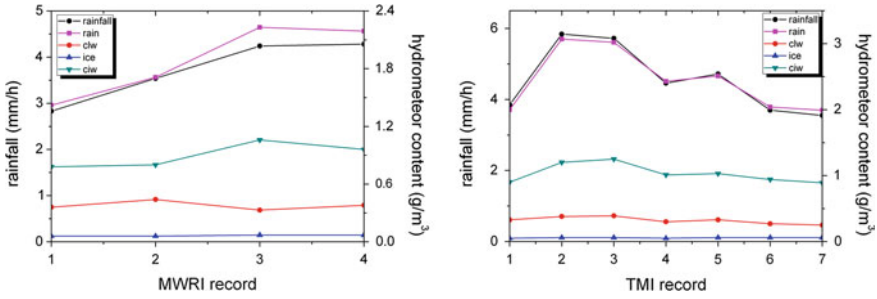 rainfall
rain
clw
ice
ciw
5
4
3
2
1
0
2.4
1.8
1.2
0.6
0.0
1
2
3
4
rainfall (mm/h)
hydrometeor content (g/m³)
MWRI record
rainfall
rain
clw
ice
ciw
6
4
2
0
3
2
1
0
1
2
3
4
5
6
7
rainfall (mm/h)
hydrometeor content (g/m³)
TMI record